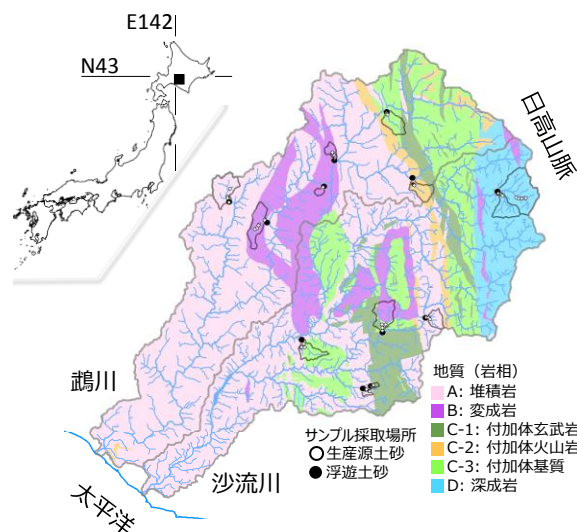 E142
N43
日高山脈
鵡川
沙流川
太平洋
サンプル採取場所
生産源土砂
浮遊土砂
地質（岩相）
A: 堆積岩
B: 変成岩
C-1: 付加体玄武岩
C-2: 付加体火山岩
C-3: 付加体基質
D: 深成岩